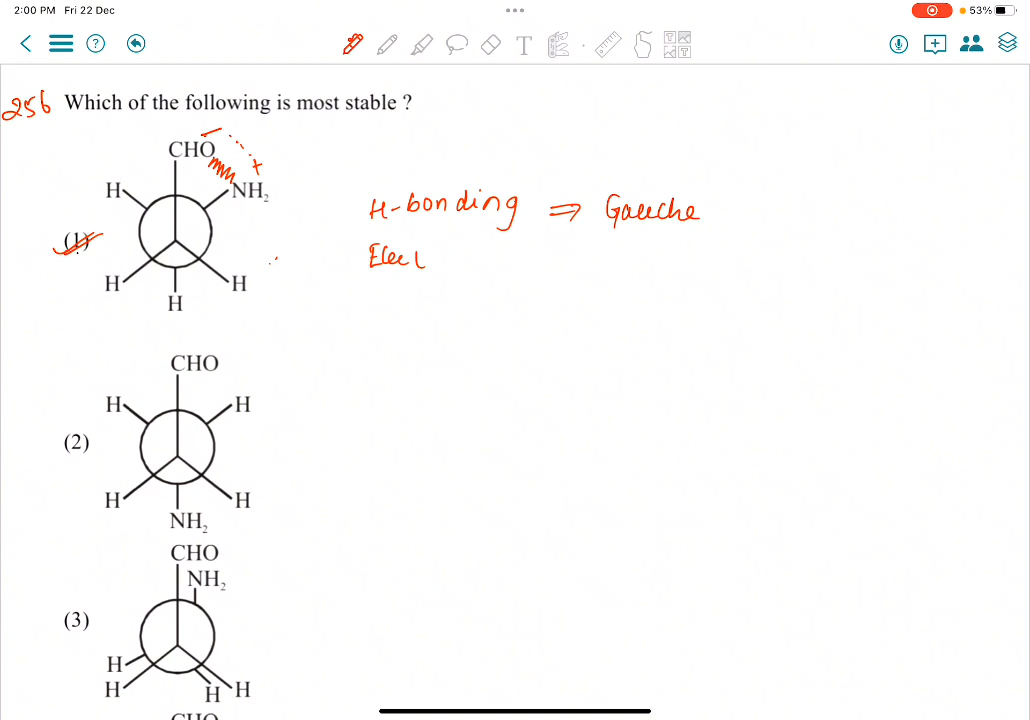 2:00 PM Fri 22 Dec
53%
T
256 Which of the following is most stable ?
CHO
H NH₂
(1)
H H
H
H-bonding ⇒ Gauche
Elec
CHO
H H
(2)
H H
NH₂
CHO
NH₂
(3)
H
H H H
CHO